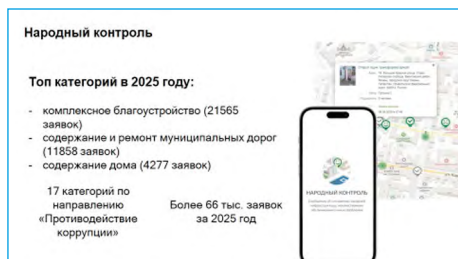 Народный контроль
Топ категорий в 2025 году:
- комплексное благоустройство (21565
заявок)
- содержание и ремонт муниципальных дорог
(11858 заявок)
- содержание дома (4277 заявок)
17 категорий по
направлению
«Противодействие
коррупции»
Более 66 тыс. заявок
за 2025 год
НАРОДНЫЙ КОНТРОЛЬ